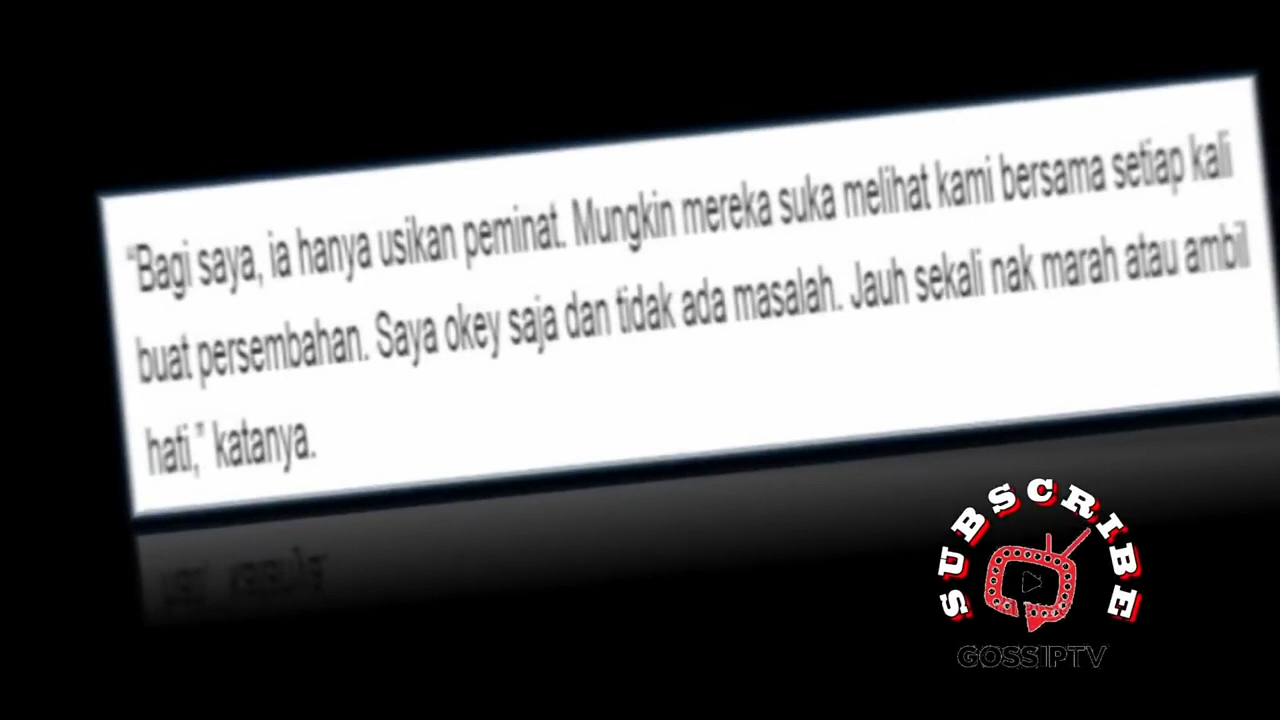 “Bagi saya, ia hanya usikan peminat. Mungkin mereka suka melihat kami bersama setiap kali
buat persembahan. Saya okey saja dan tidak ada masalah. Jauh sekali nak marah atau ambil
hati,” katanya.
SUBSCRIBE
GOSSIPTV